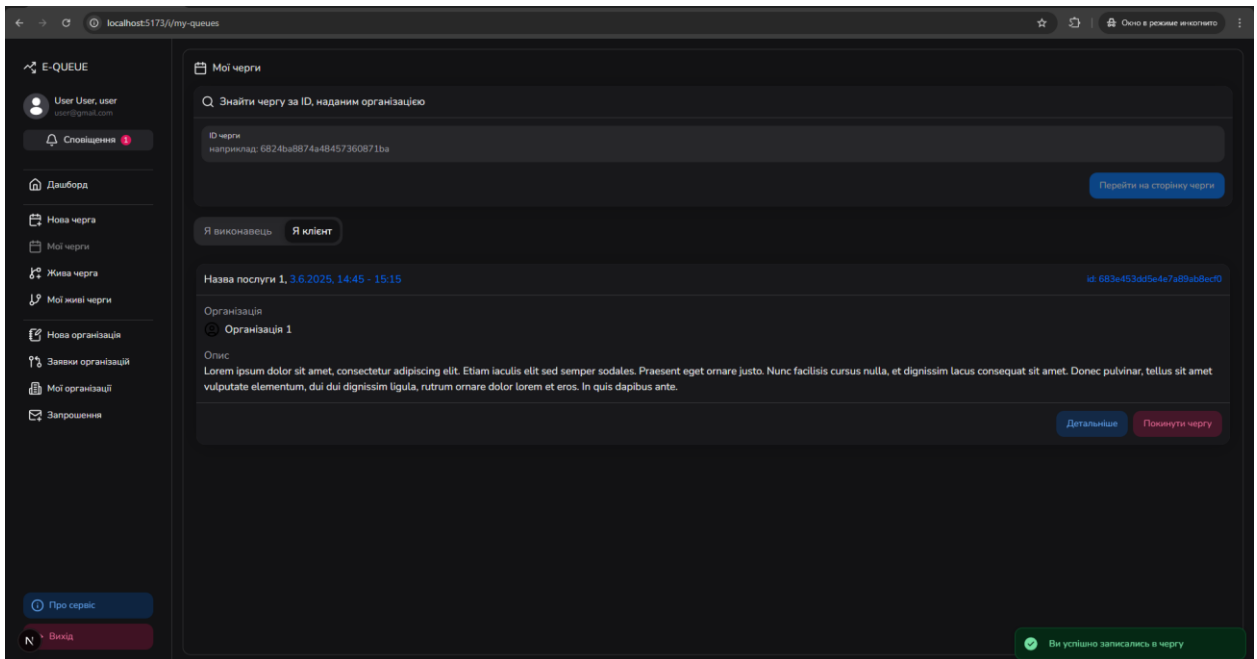 localhost:5173/i/my-queues
Окно в режиме инкогнито
E-QUEUE
User User, user
user@gmail.com
Сповіщення 1
Дашборд
Нова черга
Мої черги
Жива черга
Мої живі черги
Нова організація
Заявки організацій
Мої організації
Запрошення
Про сервіс
N
Вихід
Мої черги
Знайти чергу за ID, наданим організацією
ID черги
наприклад: 6824ba8874a48457360871ba
Перейти на сторінку черги
Я виконавець Я клієнт
Назва послуги 1, 3.6.2025, 14:45 - 15:15
id: 683e453dd5e4e7a89ab8ecf0
Організація
Організація 1
Опис
Lorem ipsum dolor sit amet, consectetur adipiscing elit. Etiam iaculis elit sed semper sodales. Praesent eget ornare justo. Nunc facilisis cursus nulla, et dignissim lacus consequat sit amet. Donec pulvinar, tellus sit amet
vulputate elementum, dui dui dignissim ligula, rutrum ornare dolor lorem et eros. In quis dapibus ante.
Детальніше
Покинути чергу
Ви успішно записались в чергу